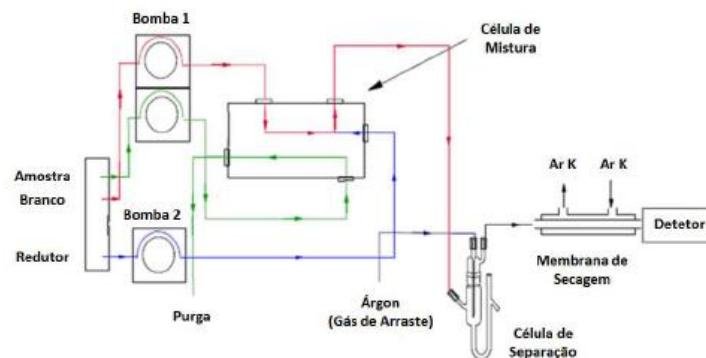 Bomba 1
Célula de
Mistura
Amostra
Branco
Bomba 2
Redutor
Purga
Árgon
(Gás de Arraste)
Ar K
Ar K
Detetor
Membrana de
Secagem
Célula de
Separação